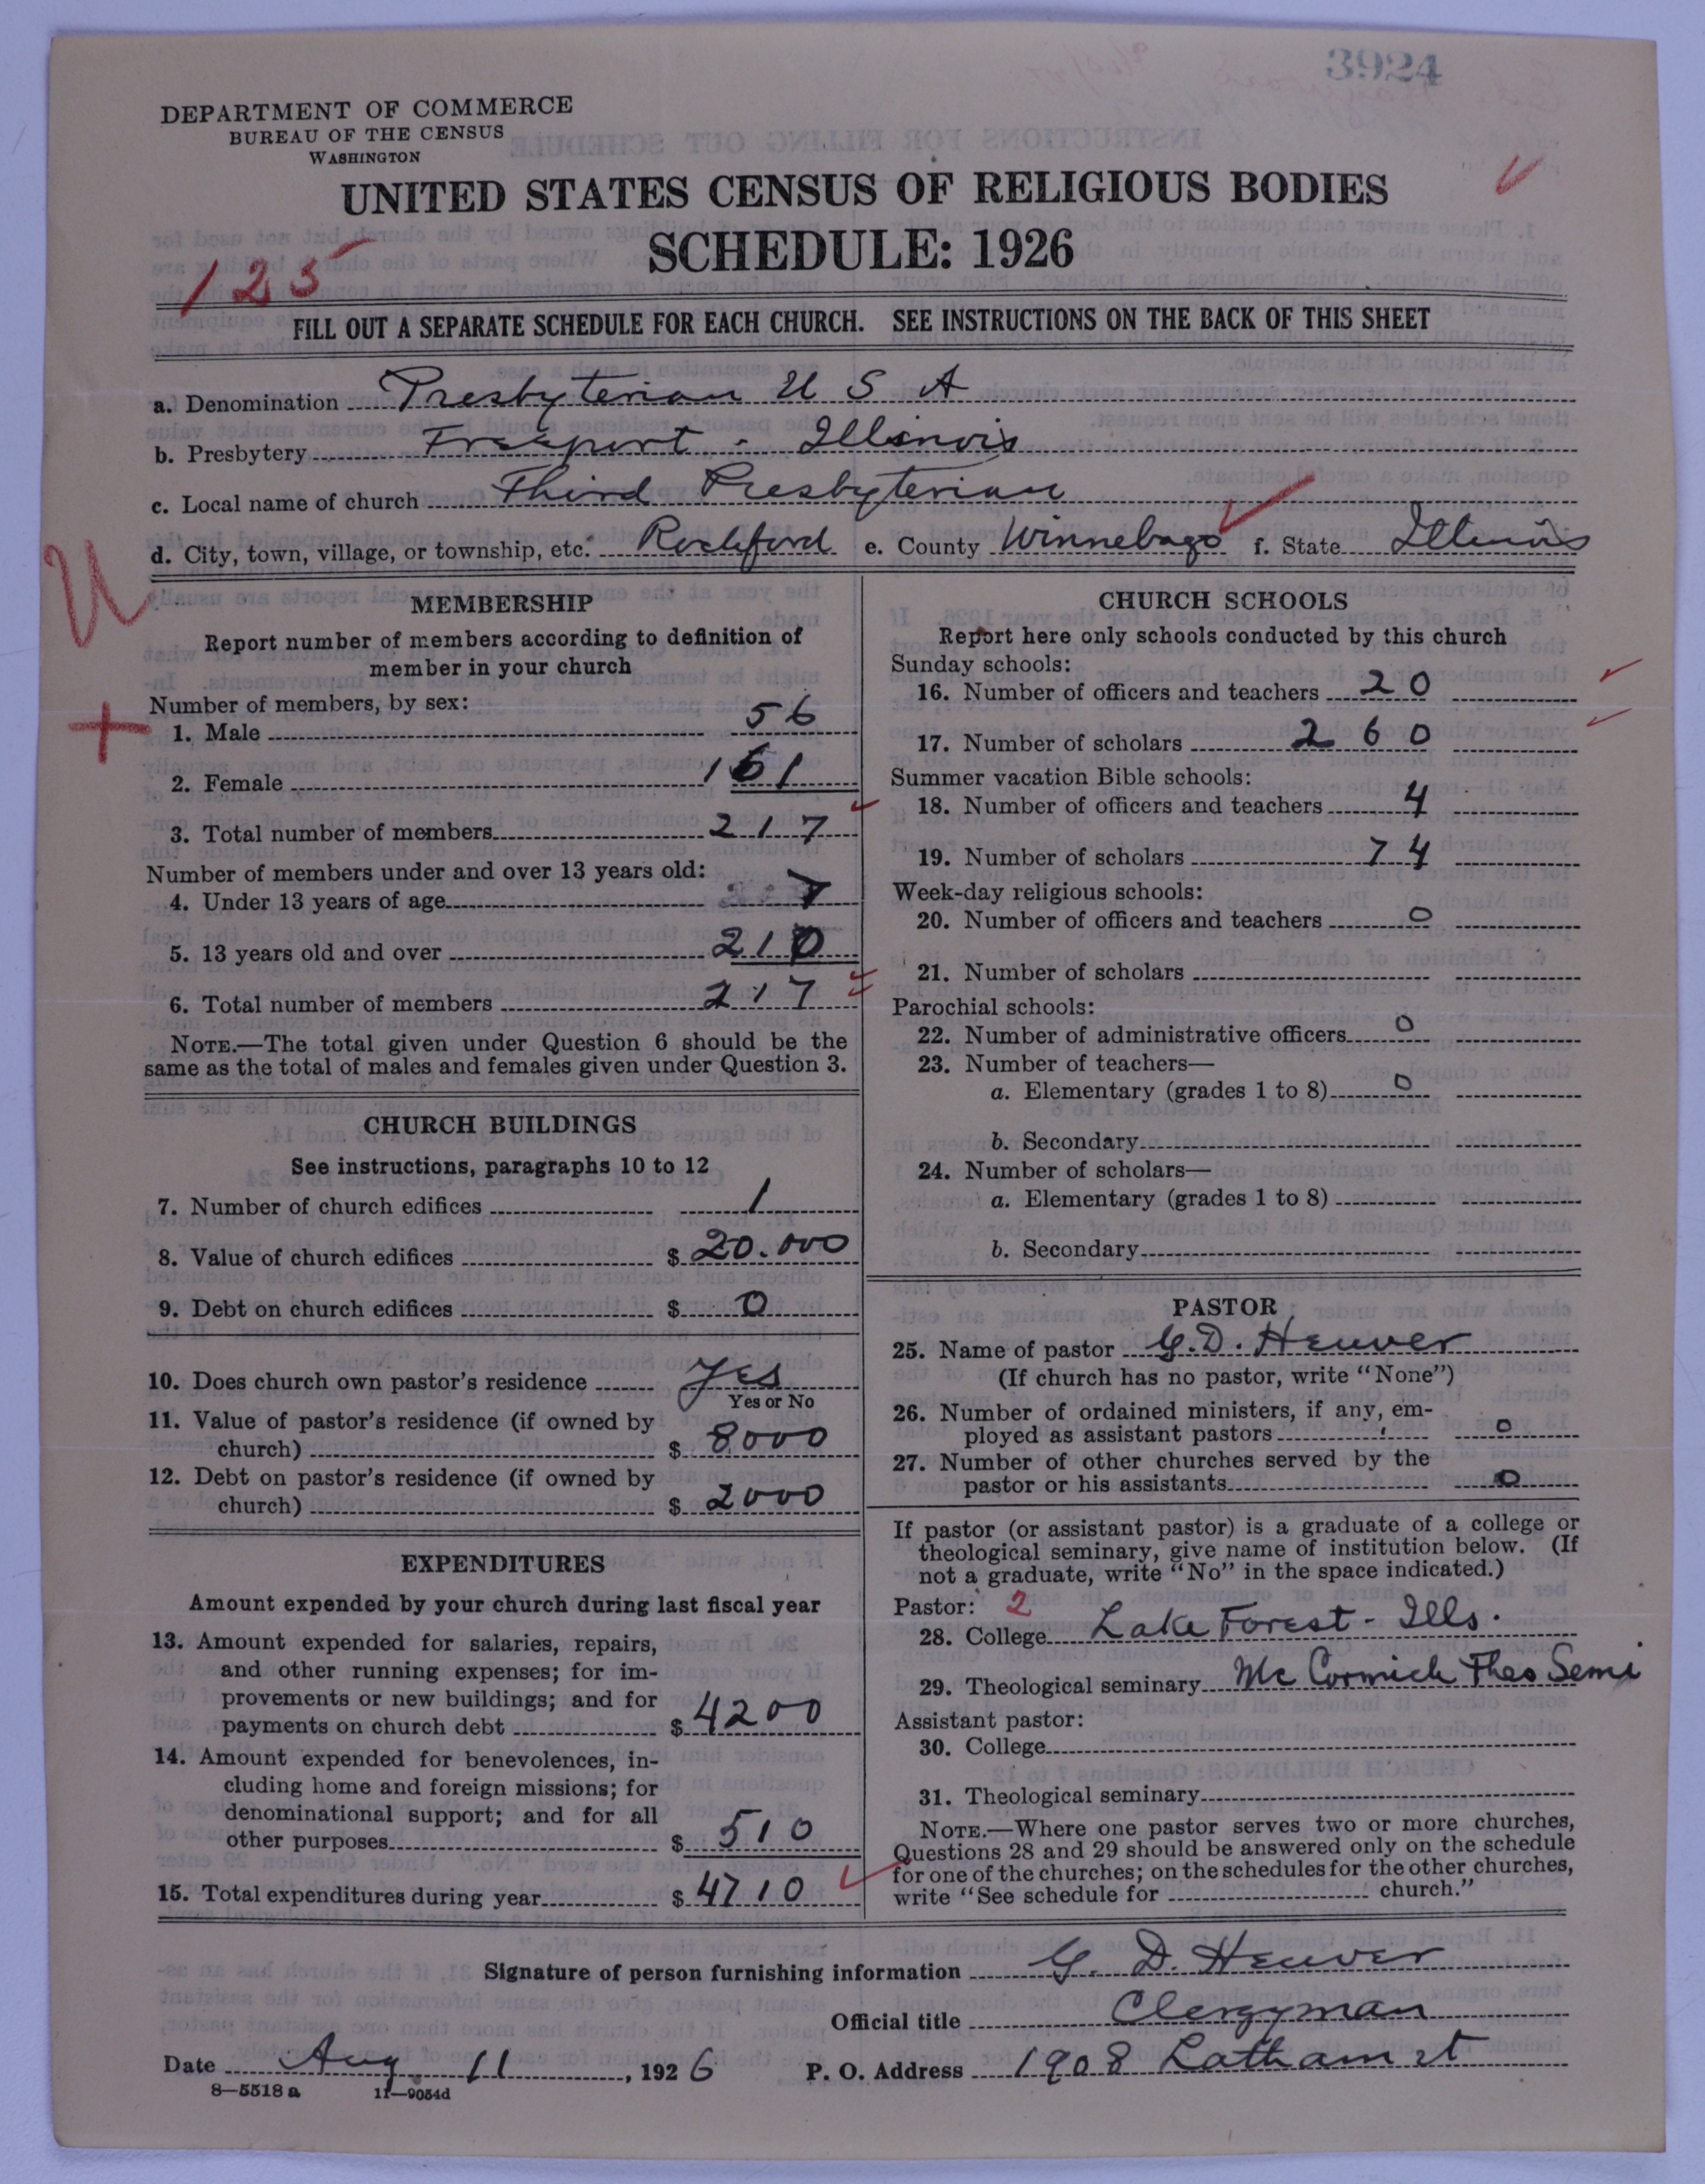 3924
DEPARTMENT OF COMMERCE
BUREAU OF THE CENSUS
WASHINGTON
UNITED STATES CENSUS OF RELIGIOUS BODIES
SCHEDULE: 1926
125
FILL OUT A SEPARATE SCHEDULE FOR EACH CHURCH. SEE INSTRUCTIONS ON THE BACK OF THIS SHEET
a. Denomination Presbyterian U S A
b. Presbytery Freeport - Illinois
c. Local name of church Third Presbyterian
d. City, town, village, or township, etc. Rockford e. County Winnebago f. State Illinois
U
MEMBERSHIP
Report number of members according to definition of
member in your church
Number of members, by sex:
1. Male 56
2. Female 161
3. Total number of members 217
Number of members under and over 13 years old:
4. Under 13 years of age 7
5. 13 years old and over 210
6. Total number of members 217
NOTE.—The total given under Question 6 should be the
same as the total of males and females given under Question 3.
CHURCH BUILDINGS
See instructions, paragraphs 10 to 12
7. Number of church edifices 1
8. Value of church edifices $ 20.000
9. Debt on church edifices $ 0
10. Does church own pastor's residence Yes
Yes or No
11. Value of pastor's residence (if owned by
church) $ 8000
12. Debt on pastor's residence (if owned by
church) $ 2000
EXPENDITURES
Amount expended by your church during last fiscal year
13. Amount expended for salaries, repairs,
and other running expenses; for im-
provements or new buildings; and for
payments on church debt $ 4200
14. Amount expended for benevolences, in-
cluding home and foreign missions; for
denominational support; and for all
other purposes $ 510
15. Total expenditures during year $ 4710
CHURCH SCHOOLS
Report here only schools conducted by this church
Sunday schools:
16. Number of officers and teachers 20
17. Number of scholars 260
Summer vacation Bible schools:
18. Number of officers and teachers 4
19. Number of scholars 74
Week-day religious schools:
20. Number of officers and teachers 0
21. Number of scholars
Parochial schools:
22. Number of administrative officers 0
23. Number of teachers—
a. Elementary (grades 1 to 8) 0
b. Secondary
24. Number of scholars—
a. Elementary (grades 1 to 8)
b. Secondary
PASTOR
25. Name of pastor G. D. Heuver
(If church has no pastor, write "None")
26. Number of ordained ministers, if any, em-
ployed as assistant pastors 0
27. Number of other churches served by the
pastor or his assistants 0
If pastor (or assistant pastor) is a graduate of a college or
theological seminary, give name of institution below. (If
not a graduate, write "No" in the space indicated.)
Pastor: 2
28. College Lake Forest - Ills.
29. Theological seminary Mc Cormick Theo Semi
Assistant pastor:
30. College
31. Theological seminary
NOTE.—Where one pastor serves two or more churches,
Questions 28 and 29 should be answered only on the schedule
for one of the churches; on the schedules for the other churches,
write "See schedule for church."
Signature of person furnishing information G. D. Heuver
Official title Clergyman
Date Aug 11, 1926 P. O. Address 1908 Latham st
8—5518 a 11—9054d